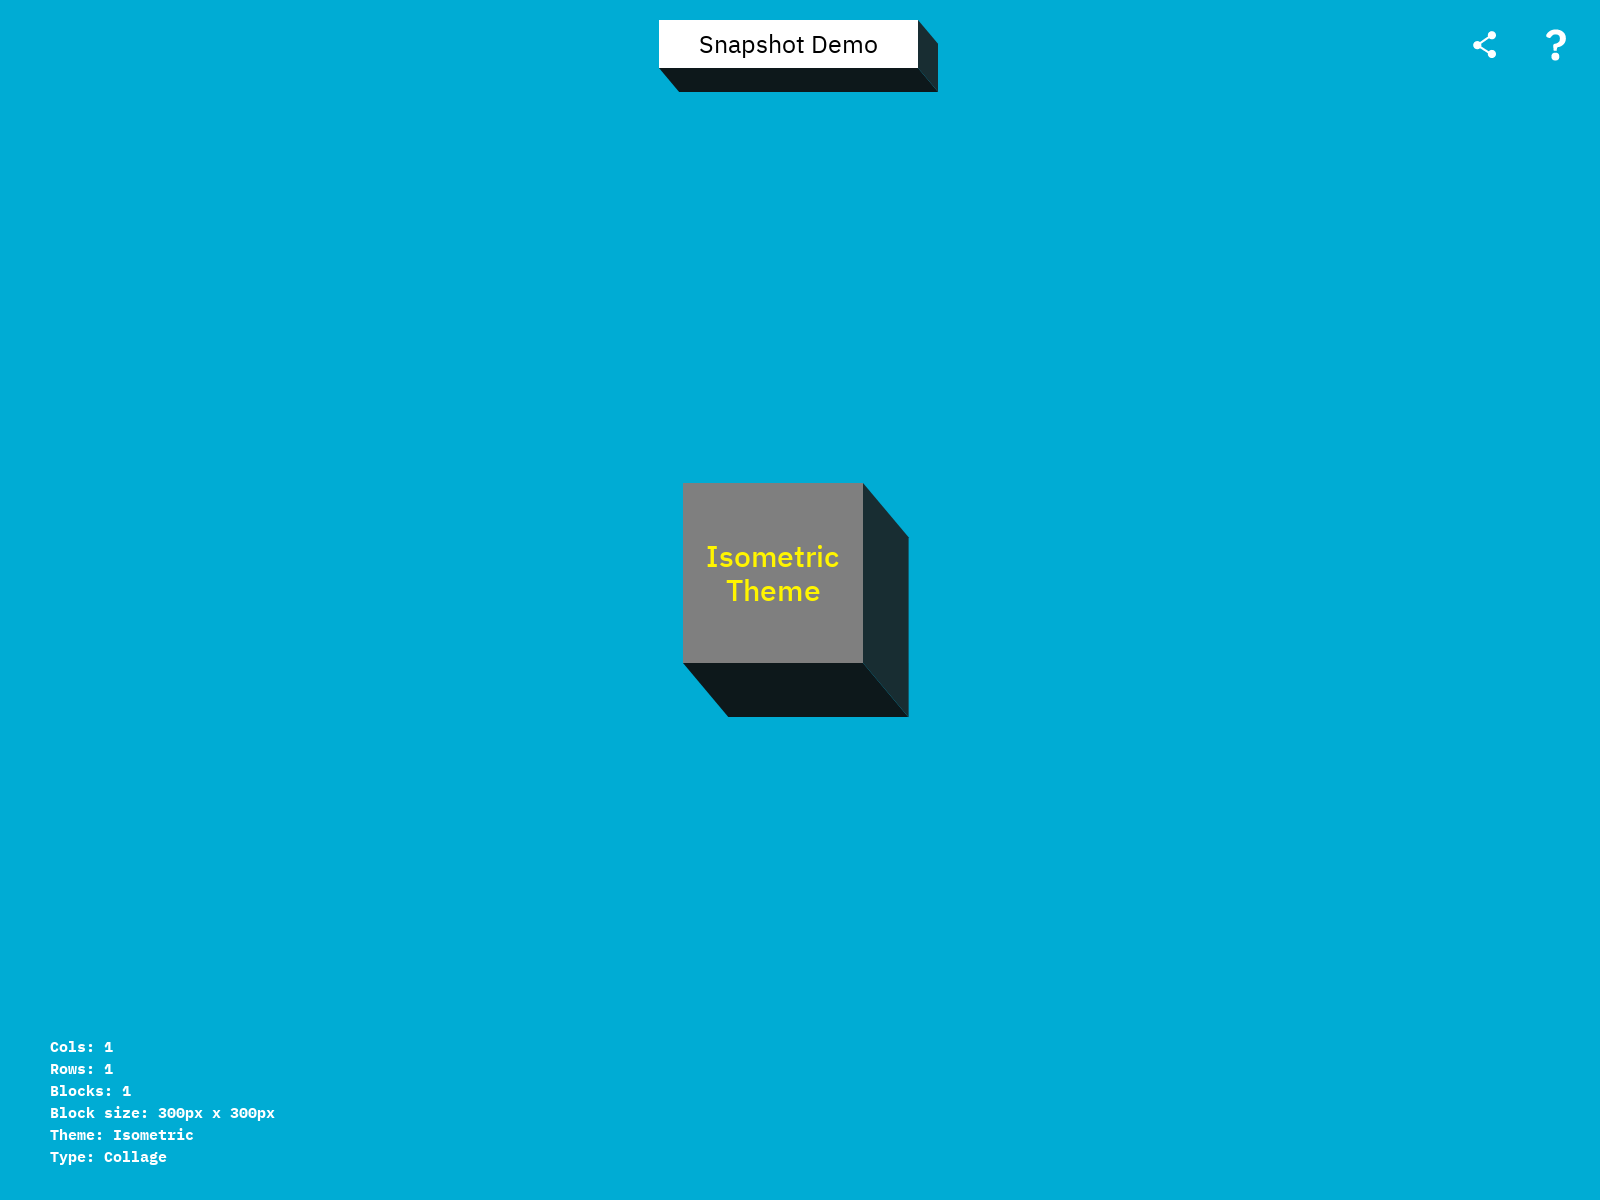 Snapshot Demo
Isometric
Theme
Cols: 1
Rows: 1
Blocks: 1
Block size: 300px x 300px
Theme: Isometric
Type: Collage